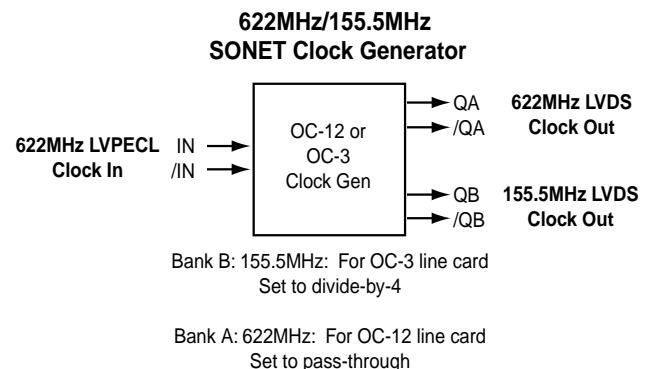 622MHz/155.5MHz
SONET Clock Generator
622MHz LVPECL
Clock In
IN
/IN
OC-12 or
OC-3
Clock Gen
QA
/QA
622MHz LVDS
Clock Out
QB
/QB
155.5MHz LVDS
Clock Out
Bank B: 155.5MHz: For OC-3 line card
Set to divide-by-4
Bank A: 622MHz: For OC-12 line card
Set to pass-through